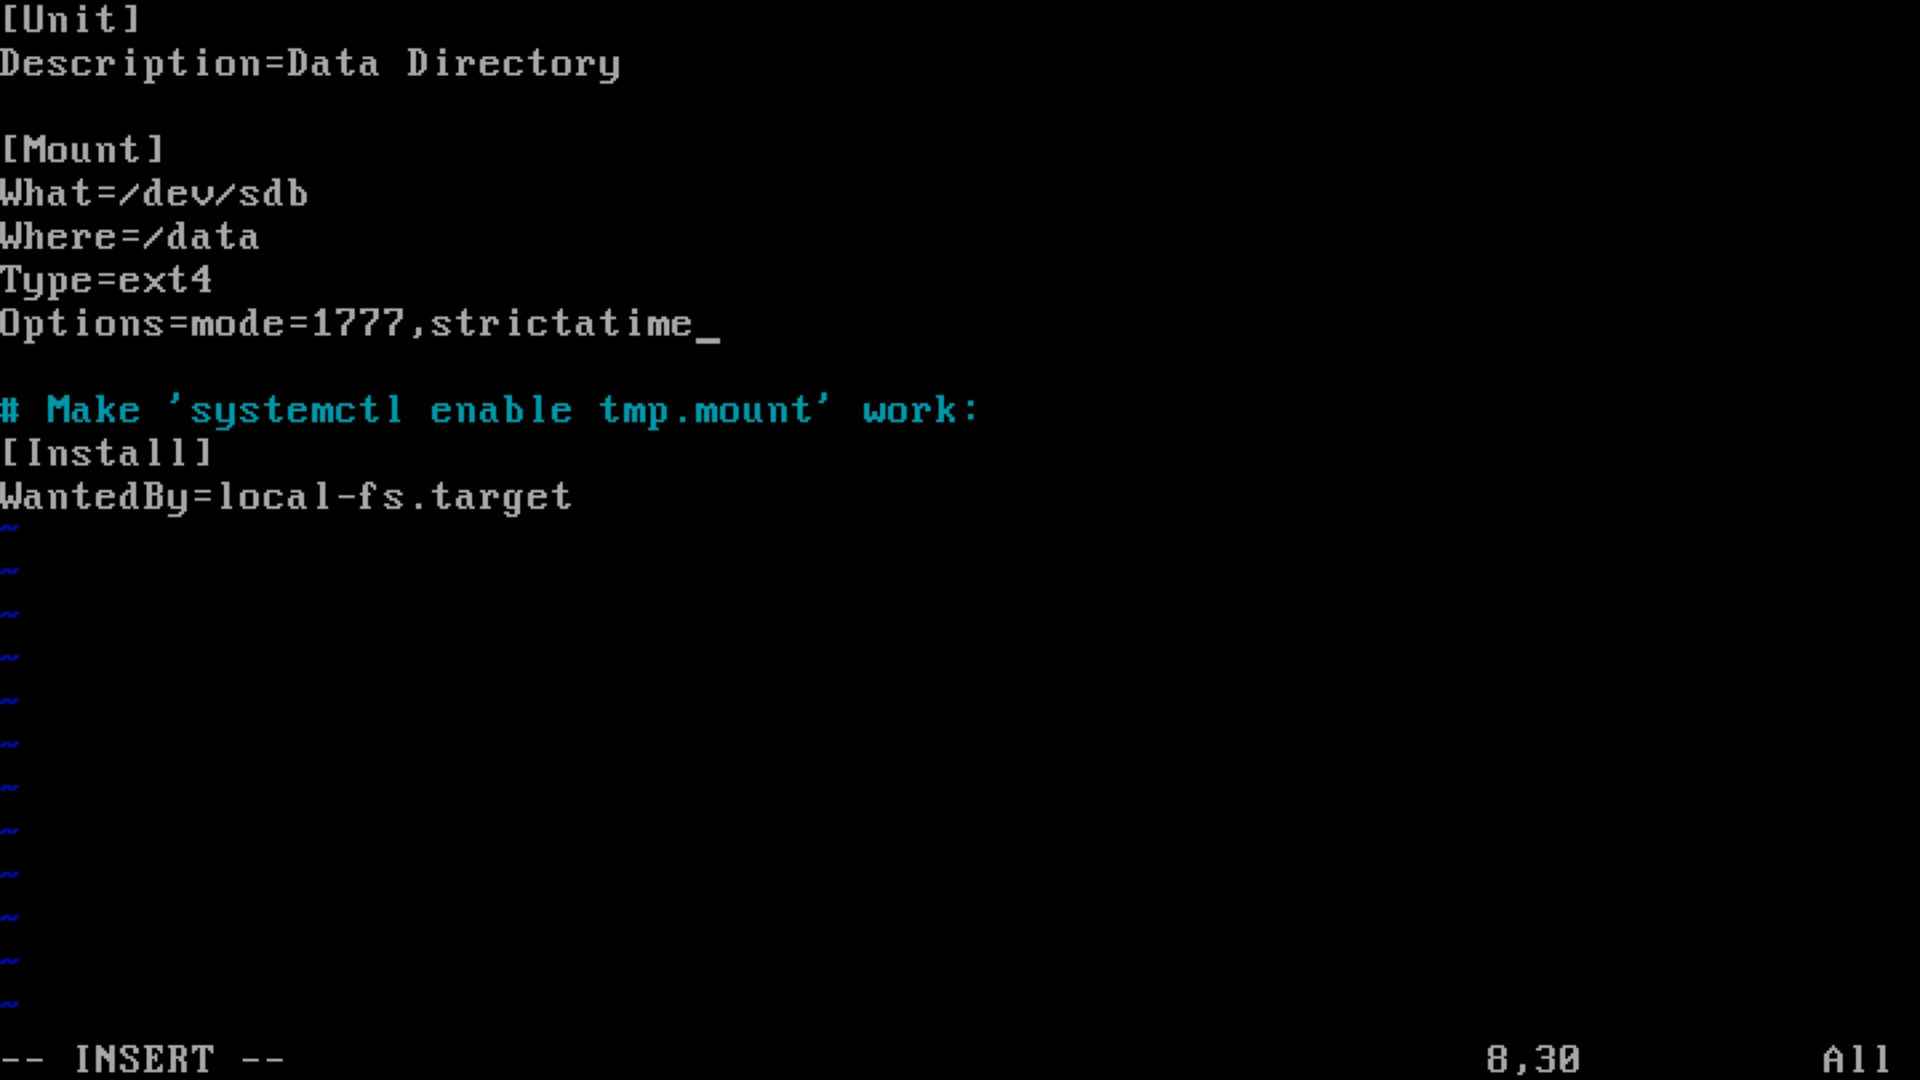 [Unit]
Description=Data Directory
[Mount]
What=/dev/sdb
Where=/data
Type=ext4
Options=mode=1777,strictatime_
# Make 'systemctl enable tmp.mount' work:
[Install]
WantedBy=local-fs.target
~
~
~
~
~
~
~
~
~
~
~
~
-- INSERT -- 8,30 All